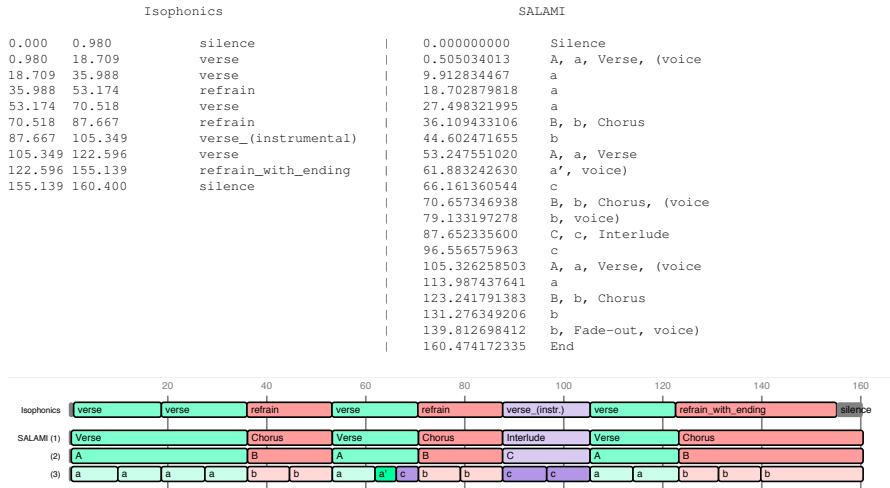 Isophonics SALAMI
0.000 0.980 silence | 0.000000000 Silence
0.980 18.709 verse | 0.505034013 A, a, Verse, (voice
18.709 35.988 verse | 9.912834467 a
35.988 53.174 refrain | 18.702879818 a
53.174 70.518 verse | 27.498321995 a
70.518 87.667 refrain | 36.109433106 B, b, Chorus
87.667 105.349 verse_(instrumental) | 44.602471655 b
105.349 122.596 verse | 53.247551020 A, a, Verse
122.596 155.139 refrain_with_ending | 61.883242630 a', voice)
155.139 160.400 silence | 66.161360544 c
| 70.657346938 B, b, Chorus, (voice
| 79.133197278 b, voice)
| 87.652335600 C, c, Interlude
| 96.556575963 c
| 105.326258503 A, a, Verse, (voice
| 113.987437641 a
| 123.241791383 B, b, Chorus
| 131.276349206 b
| 139.812698412 b, Fade-out, voice)
| 160.474172335 End
20 40 60 80 100 120 140 160
Isophonics verse verse refrain verse refrain verse_(instr.) verse refrain_with_ending silence
SALAMI (1) Verse Chorus Verse Chorus Interlude Verse Chorus
(2) A B A B C A B
(3) a a a a b b a a' c b b c c a a b b b